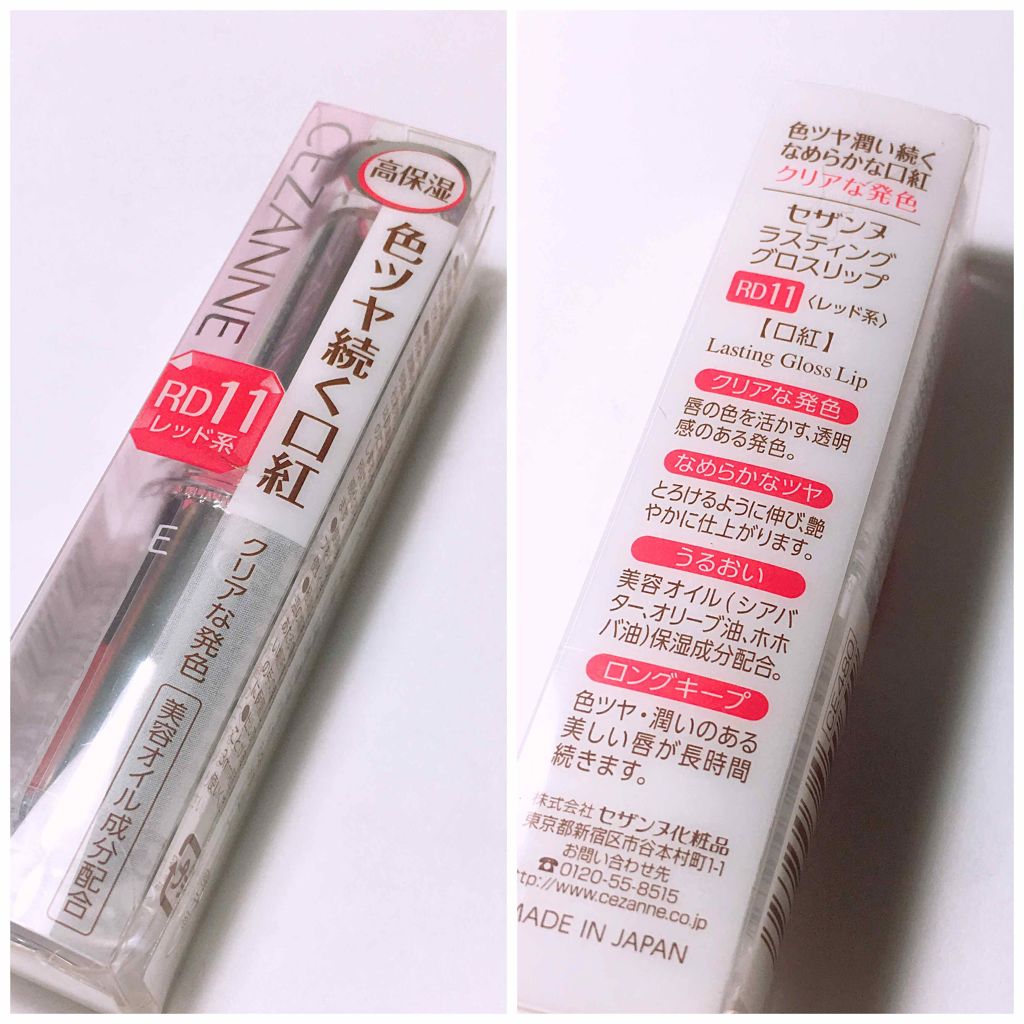 CEZANNE
高保湿
色ツヤ続く口紅
RD11
レッド系
E
クリアな発色
美容オイル成分配合
色ツヤ潤い続く
なめらかな口紅
クリアな発色
セザンヌ
ラスティング
グロスリップ
RD11〈レッド系〉
【口紅】
Lasting Gloss Lip
クリアな発色
唇の色を活かす、透明
感のある発色。
なめらかなツヤ
とろけるように伸び、艶
やかに仕上がります。
うるおい
美容オイル(シアバ
ター、オリーブ油、ホホ
バ油)保湿成分配合。
ロングキープ
色ツヤ・潤いのある
美しい唇が長時間
続きます。
株式会社 セザンヌ化粧品
東京都新宿区市谷本村町1-1
お問い合わせ先
☎0120-55-8515
ttp://www.cezanne.co.jp
MADE IN JAPAN